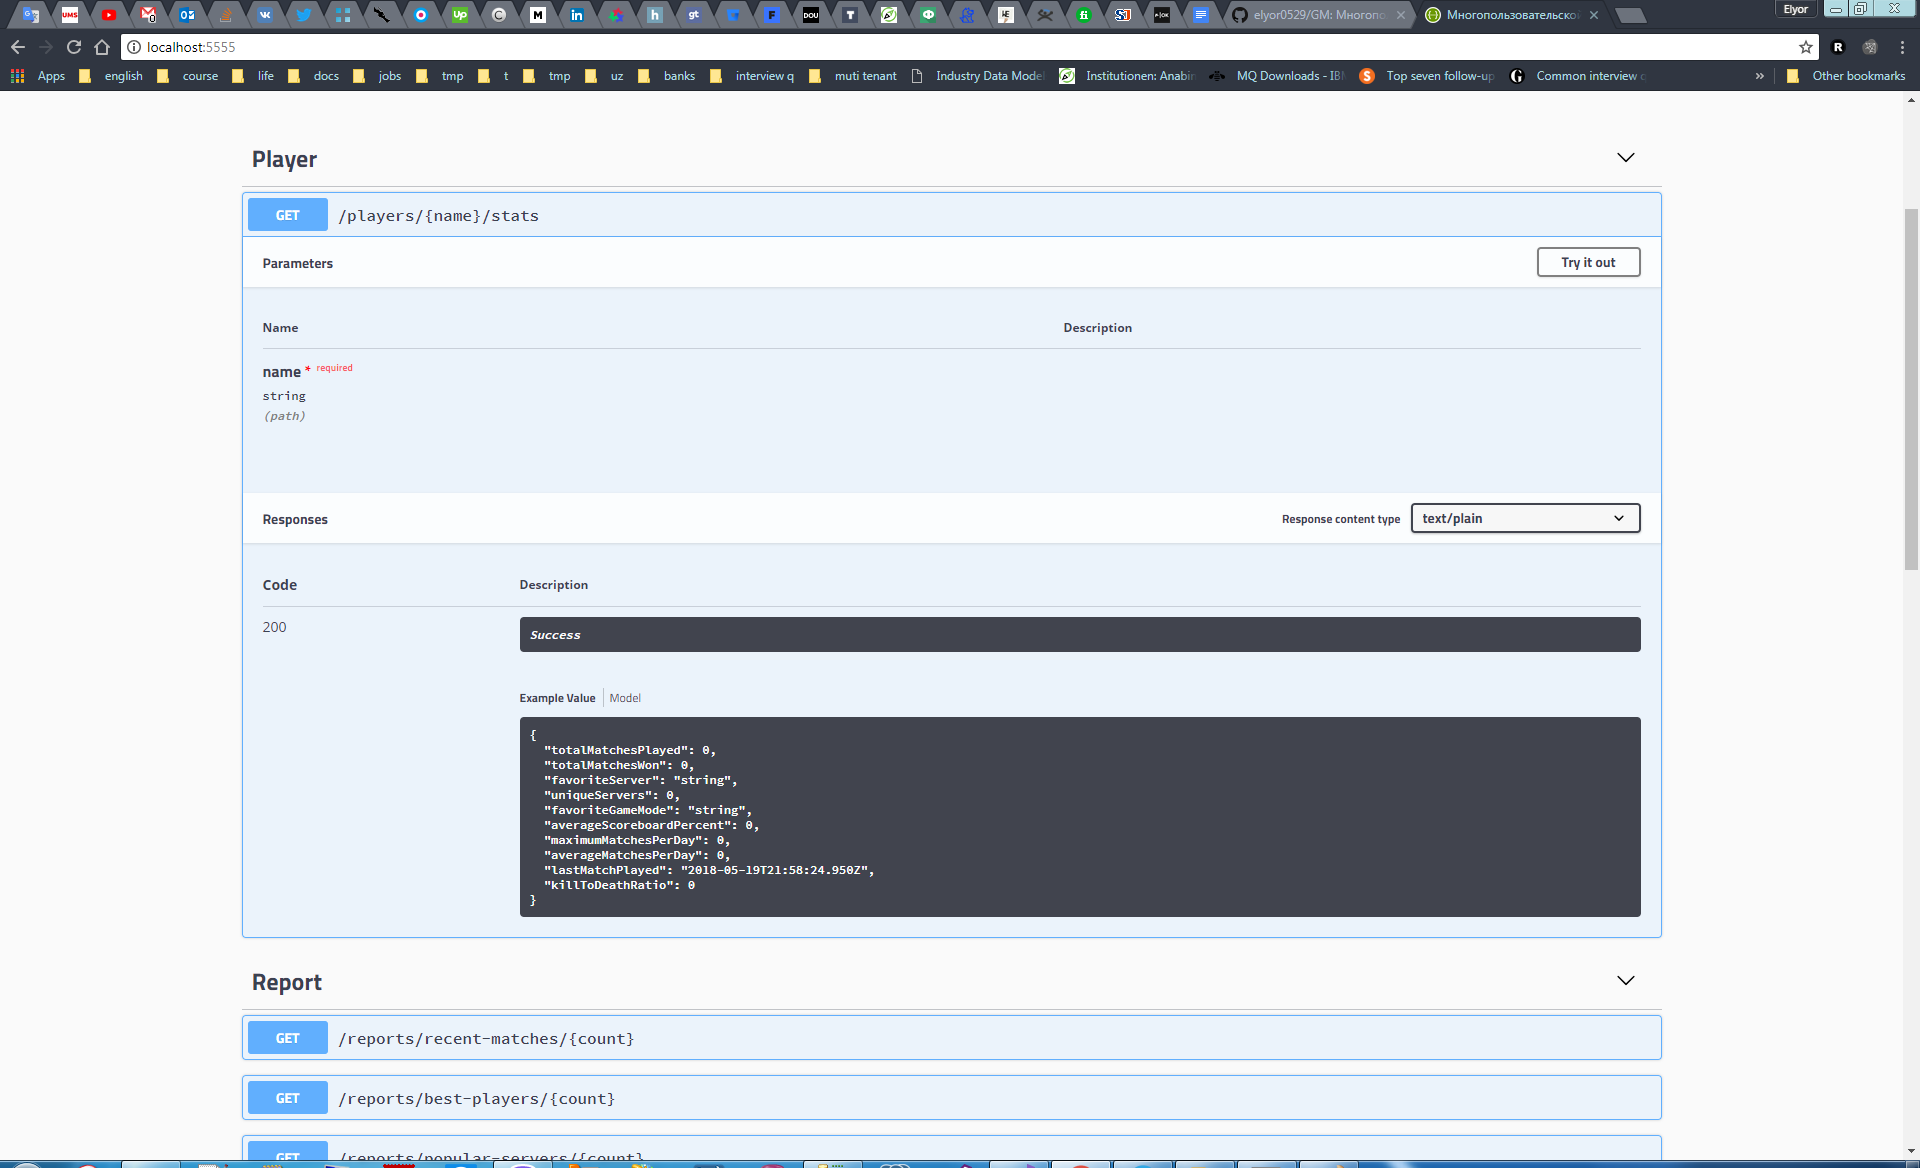 elyor0529/GM: Многопо
Многопользовательско
Elyor
localhost:5555
Apps english course life docs jobs tmp t tmp uz banks interview q muti tenant Industry Data Mode Institutionen: Anabin MQ Downloads - IB Top seven follow-up Common interview q » Other bookmarks
Player
GET /players/{name}/stats
Parameters
Try it out
Name Description
name * required
string
(path)
Responses
Response content type text/plain
Code Description
200
Success
Example Value Model
{
"totalMatchesPlayed": 0,
"totalMatchesWon": 0,
"favoriteServer": "string",
"uniqueServers": 0,
"favoriteGameMode": "string",
"averageScoreboardPercent": 0,
"maximumMatchesPerDay": 0,
"averageMatchesPerDay": 0,
"lastMatchPlayed": "2018-05-19T21:58:24.950Z",
"killToDeathRatio": 0
}
Report
GET /reports/recent-matches/{count}
GET /reports/best-players/{count}
GET /reports/popular-servers/{count}